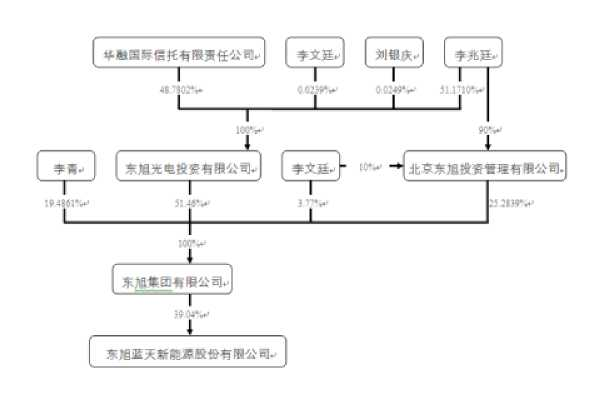 华融国际信托有限责任公司 李文廷 刘银庆 李兆廷
48.7802% 0.0239% 0.0249% 51.1710%
100% 90%
李青 东旭光电投资有限公司 李文廷 10% 北京东旭投资管理有限公司
19.4861% 51.46% 3.77% 25.2839%
100%
东旭集团有限公司
39.04%
东旭蓝天新能源股份有限公司